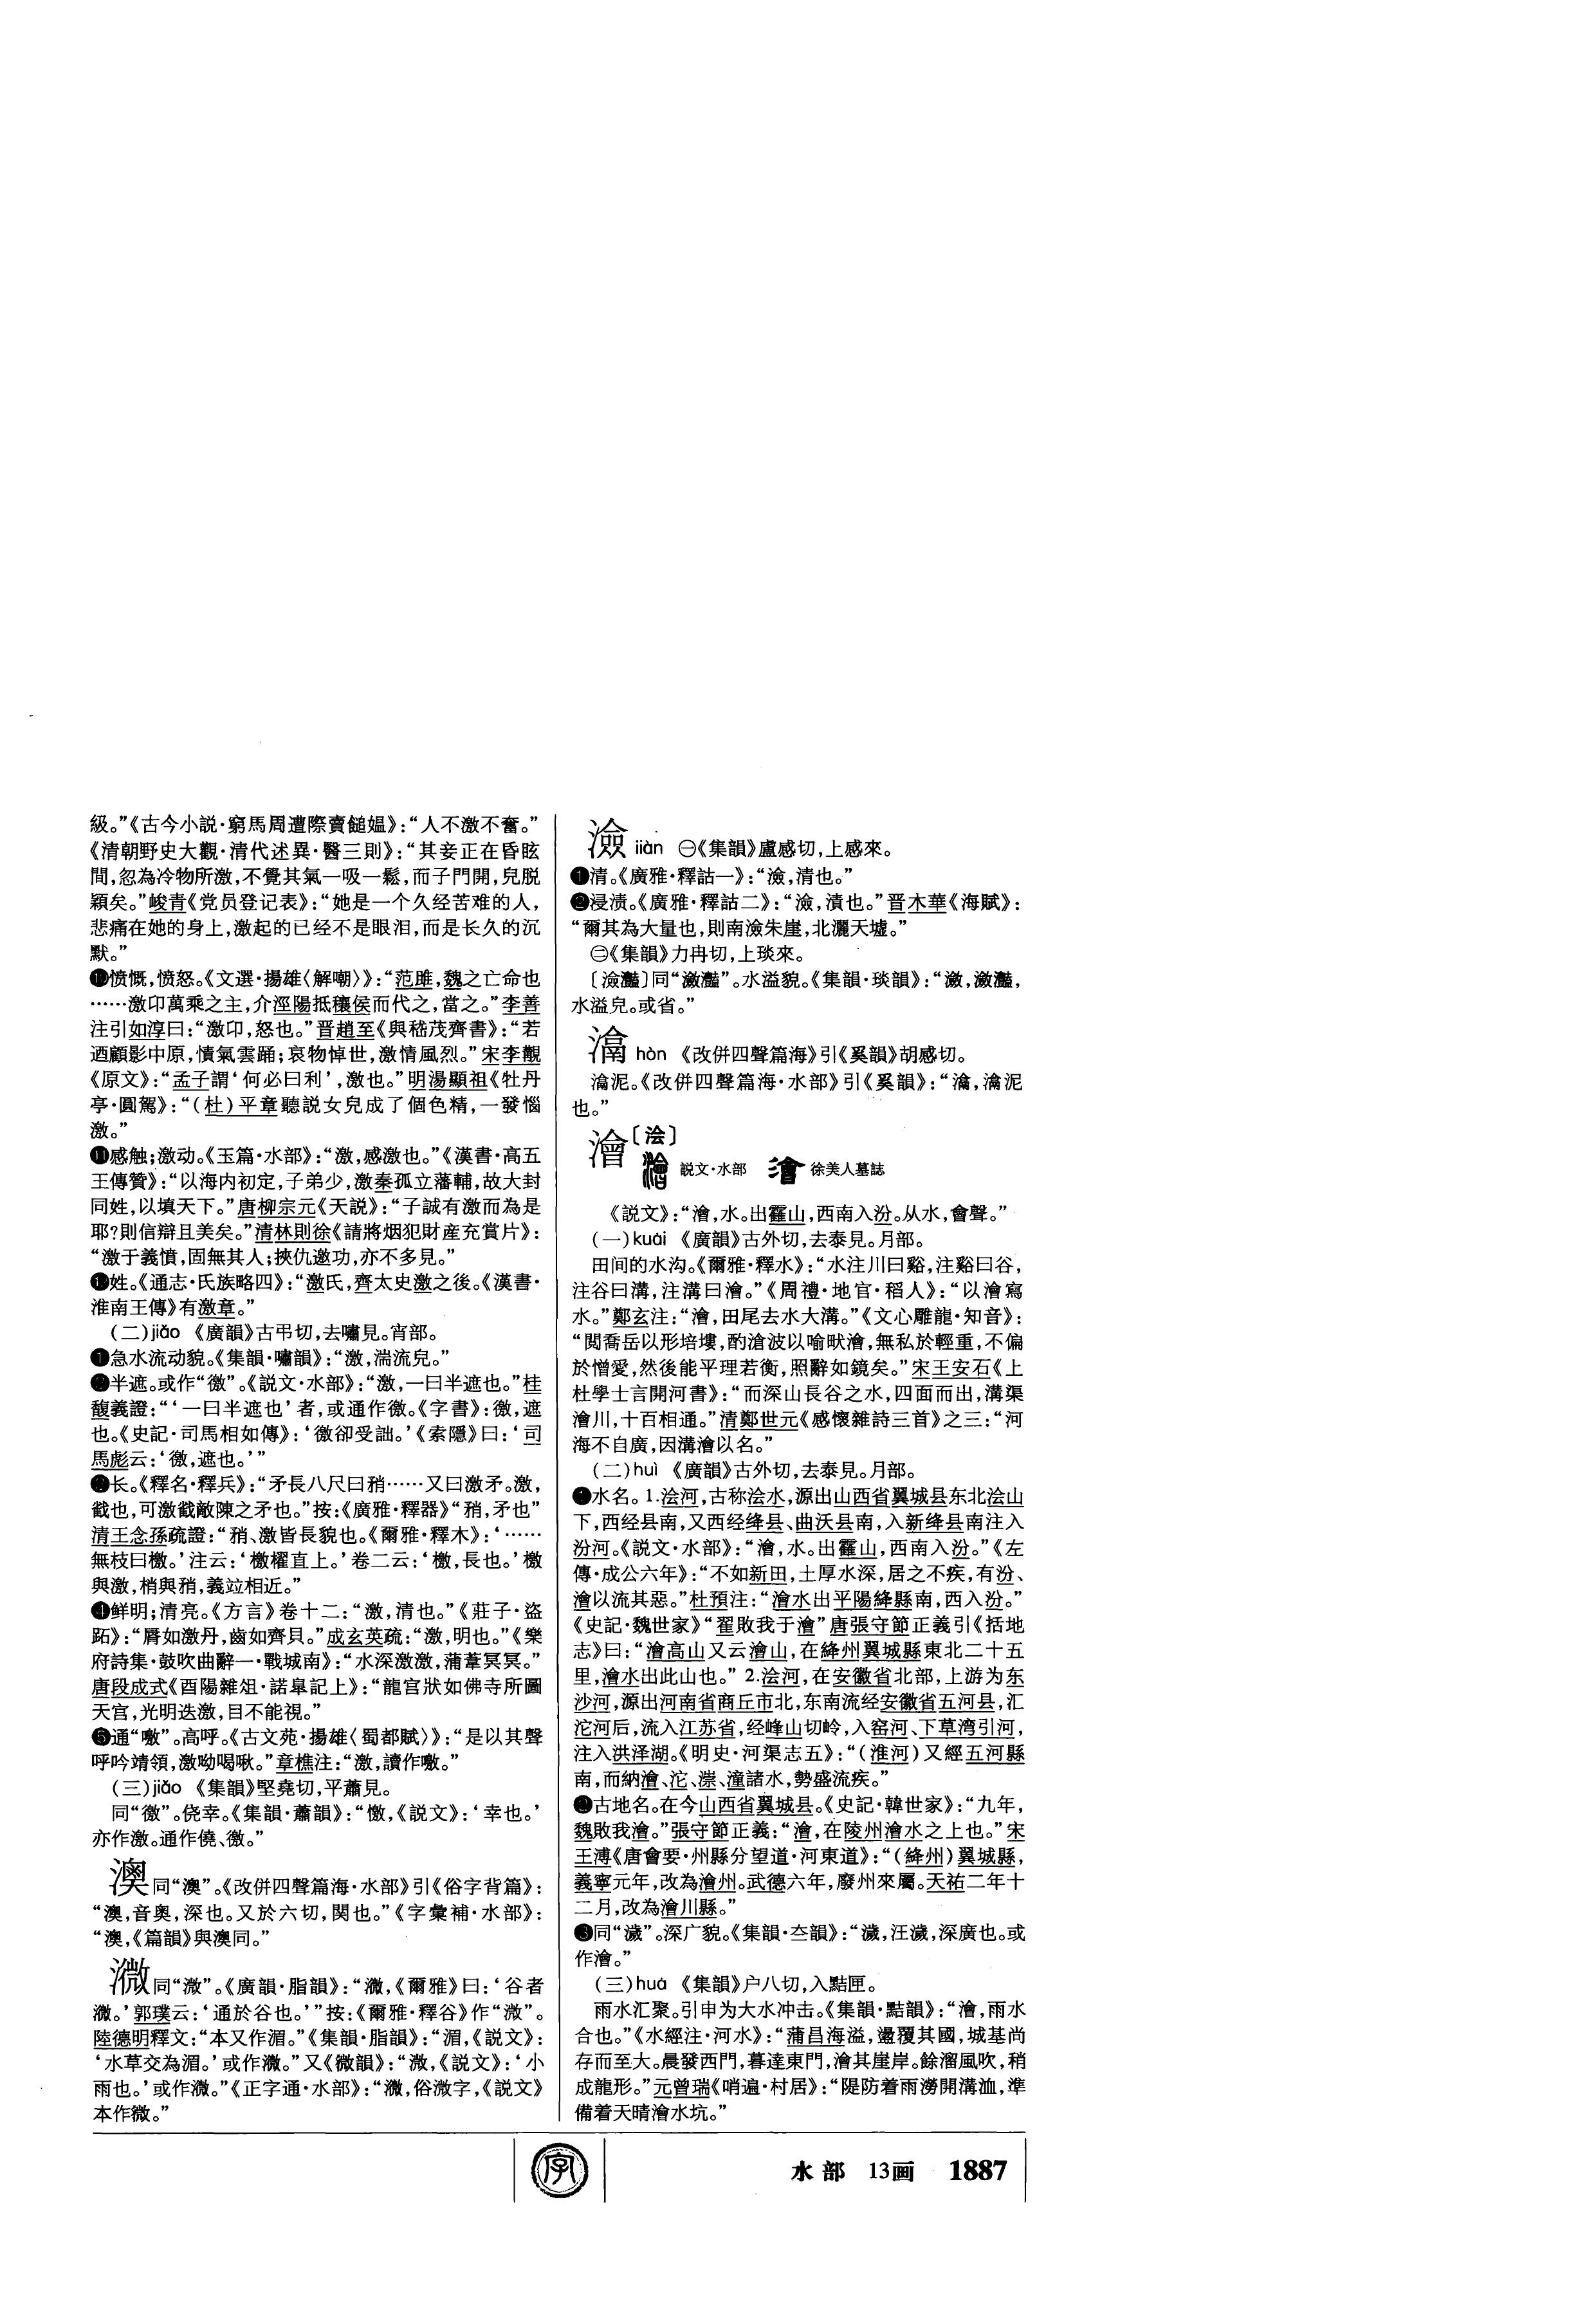 級。”《古今小説·窮馬周遭際賣䭔媪》：“人不激不奮。”
《清朝野史大觀·清代述異·醫三則》：“其妾正在昏眩
間，忽為冷物所激，不覺其氣一吸一鬆，而子門開，兒脱
穎矣。”峻青《党员登记表》：“她是一个久经苦难的人，
悲痛在她的身上，激起的已经不是眼泪，而是长久的沉
默。”
❿愤慨，愤怒。《文選·揚雄〈解嘲〉》：“范雎，魏之亡命也
……激卬萬乘之主，介涇陽抵穰侯而代之，當之。”李善
注引如淳曰：“激卬，怒也。”晋趙至《與嵇茂齊書》：“若
迺顧影中原，憤氣雲踊；哀物悼世，激情風烈。”宋李覯
《原文》：“孟子謂‘何必曰利’，激也。”明湯顯祖《牡丹
亭·圓駕》：“（杜）平章聽説女兒成了個色精，一發惱
激。”
⓫感触；激动。《玉篇·水部》：“激，感激也。”《漢書·高五
王傳贊》：“以海内初定，子弟少，激秦孤立藩輔，故大封
同姓，以填天下。”唐柳宗元《天説》：“子誠有激而為是
耶？則信辯且美矣。”清林則徐《請將烟犯財産充賞片》：
“激于義憤，固無其人；挾仇邀功，亦不多見。”
⓬姓。《通志·氏族略四》：“激氏，齊太史激之後。《漢書·
淮南王傳》有激章。”
（二）jiǎo 《廣韻》古弔切，去嘯見。宵部。
❶急水流动貌。《集韻·嘯韻》：“激，湍流皃。”
❷半遮。或作“徼”。《説文·水部》：“激，一曰半遮也。”桂
馥義證：“‘一曰半遮也’者，或通作徼。《字書》：徼，遮
也。《史記·司馬相如傳》：‘徼𠊬受詘。’《索隱》曰：‘司
馬彪云：‘徼，遮也。’”
❸长。《釋名·釋兵》：“矛長八尺曰矟……又曰激矛。激，
截也，可激截敵陳之矛也。”按：《廣雅·釋器》“矟，矛也”
清王念孫疏證：“矟、激皆長貌也。《爾雅·釋木》：‘……
無枝曰檄。’注云：‘檄櫂直上。’卷二云：‘檄，長也。’檄
與激，梢與矟，義竝相近。”
❹鲜明；清亮。《方言》卷十二：“激，清也。”《莊子·盗
跖》：“脣如激丹，齒如齊貝。”成玄英疏：“激，明也。”《樂
府詩集·鼓吹曲辭一·戰城南》：“水深激激，蒲葦冥冥。”
唐段成式《酉陽雜俎·諾皋記上》：“龍宫狀如佛寺所圖
天宫，光明迭激，目不能視。”
❺通“噭”。高呼。《古文苑·揚雄〈蜀都賦〉》：“是以其聲
呼吟靖領，激呦喝啾。”章樵注：“激，讀作噭。”
（三）jiāo 《集韻》堅堯切，平蕭見。
同“徼”。侥幸。《集韻·蕭韻》：“憿，《説文》：‘幸也。’
亦作激。通作僥、徼。”
澳同“澳”。《改併四聲篇海·水部》引《俗字背篇》：
“澳，音奥，深也。又於六切，関也。”《字彙補·水部》：
“澳，《篇韻》與澳同。”
溦同“溦”。《廣韻·脂韻》：“溦，《爾雅》曰：‘谷者
溦。’郭璞云：‘通於谷也。’”按：《爾雅·釋谷》作“溦”。
陸德明釋文：“本又作湄。”《集韻·脂韻》：“湄，《説文》：
‘水草交為湄。’或作溦。”又《微韻》：“溦，《説文》：‘小
雨也。’或作溦。”《正字通·水部》：“溦，俗溦字，《説文》
本作微。”
澰 liàn ㊀《集韻》盧感切，上感來。
❶清。《廣雅·釋詁一》：“澰，清也。”
❷浸渍。《廣雅·釋詁二》：“澰，漬也。”晋木華《海賦》：
“爾其為大量也，則南澰朱崖，北灑天墟。”
㊁《集韻》力冉切，上琰來。
〔澰灩〕同“瀲灩”。水溢貌。《集韻·琰韻》：“瀲，瀲灩，
水溢皃。或省。”
hòn 《改併四聲篇海》引《奚韻》胡感切。
泥。《改併四聲篇海·水部》引《奚韻》：“泥
也。”
澮〔浍〕
説文·水部 徐美人墓誌
《説文》：“澮，水。出霍山，西南入汾。从水，會聲。”
（一）kuài 《廣韻》古外切，去泰見。月部。
田间的水沟。《爾雅·釋水》：“水注川曰谿，注谿曰谷，
注谷曰溝，注溝曰澮。”《周禮·地官·稻人》：“以澮寫
水。”鄭玄注：“澮，田尾去水大溝。”《文心雕龍·知音》：
“閲喬岳以形培塿，酌滄波以喻畎澮，無私於輕重，不偏
於憎愛，然後能平理若衡，照辭如鏡矣。”宋王安石《上
杜學士言開河書》：“而深山長谷之水，四面而出，溝渠
澮川，十百相通。”清鄭世元《感懷雜詩三首》之三：“河
海不自廣，因溝澮以名。”
（二）huì 《廣韻》古外切，去泰見。月部。
❶水名。1.浍河，古称浍水，源出山西省翼城县东北浍山
下，西经县南，又西经绛县、曲沃县南，入新绛县南注入
汾河。《説文·水部》：“澮，水。出霍山，西南入汾。”《左
傳·成公六年》：“不如新田，土厚水深，居之不疾，有汾、
澮以流其惡。”杜預注：“澮水出平陽絳縣南，西入汾。”
《史記·魏世家》“翟敗我于澮”唐張守節正義引《括地
志》曰：“澮高山又云澮山，在絳州翼城縣東北二十五
里，澮水出此山也。” 2.浍河，在安徽省北部，上游为东
沙河，源出河南省商丘市北，东南流经安徽省五河县，汇
沱河后，流入江苏省，经峰山切岭，入窑河、下草湾引河，
注入洪泽湖。《明史·河渠志五》：“（淮河）又經五河縣
南，而納澮、沱、漴、潼諸水，勢盛流疾。”
❷古地名。在今山西省翼城县。《史記·韓世家》：“九年，
魏敗我澮。”張守節正義：“澮，在陵州澮水之上也。”宋
王溥《唐會要·州縣分望道·河東道》：“（絳州）翼城縣，
義寧元年，改為澮州。武德六年，廢州來屬。天祐二年十
二月，改為澮川縣。”
❸同“濊”。深广貌。《集韻·夳韻》：“濊，汪濊，深廣也。或
作澮。”
（三）huá 《集韻》户八切，入黠匣。
雨水汇聚。引申为大水冲击。《集韻·黠韻》：“澮，雨水
合也。”《水經注·河水》：“蒲昌海溢，盪覆其國，城基尚
存而至大。晨發西門，暮達東門，澮其崖岸。餘溜風吹，稍
成龍形。”元曾瑞《哨遍·村居》：“隄防着雨澇開溝洫，準
備着天晴澮水坑。”
字
水部 13画 1887